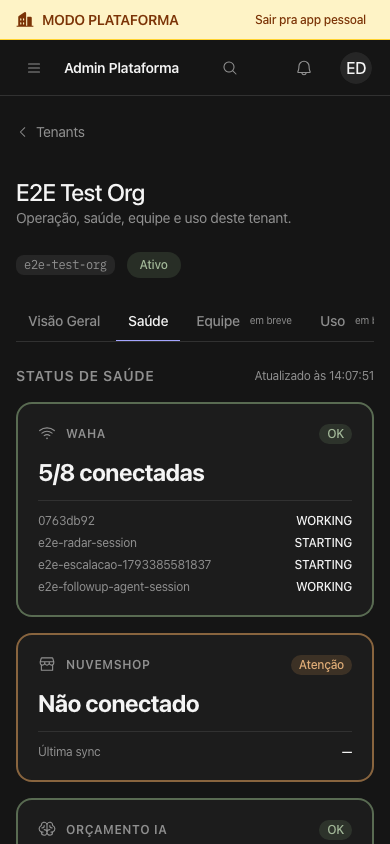 MODO PLATAFORMA
Sair pra app pessoal
Admin Plataforma
ED
Tenants
E2E Test Org
Operação, saúde, equipe e uso deste tenant.
e2e-test-org
Ativo
Visão Geral
Saúde
Equipe em breve
Uso em b
STATUS DE SAÚDE
Atualizado às 14:07:51
WAHA
OK
5/8 conectadas
0763db92 WORKING
e2e-radar-session STARTING
e2e-escalacao-1793385581837 STARTING
e2e-followup-agent-session WORKING
NUVEMSHOP
Atenção
Não conectado
Última sync —
ORÇAMENTO IA
OK